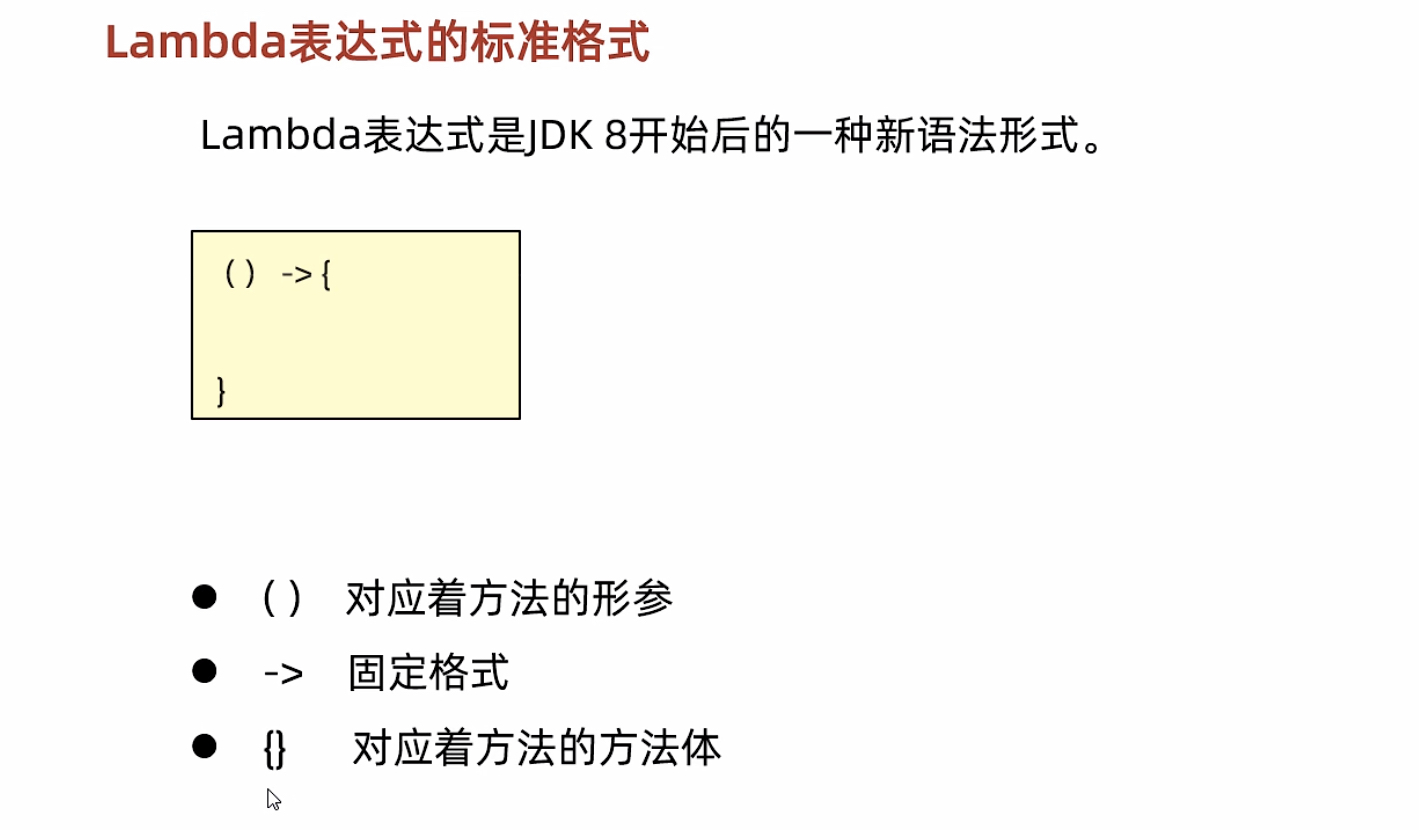 Lambda表达式的标准格式
Lambda表达式是JDK 8开始后的一种新语法形式。
( ) -> {
}
● ( ) 对应着方法的形参
● -> 固定格式
● {} 对应着方法的方法体